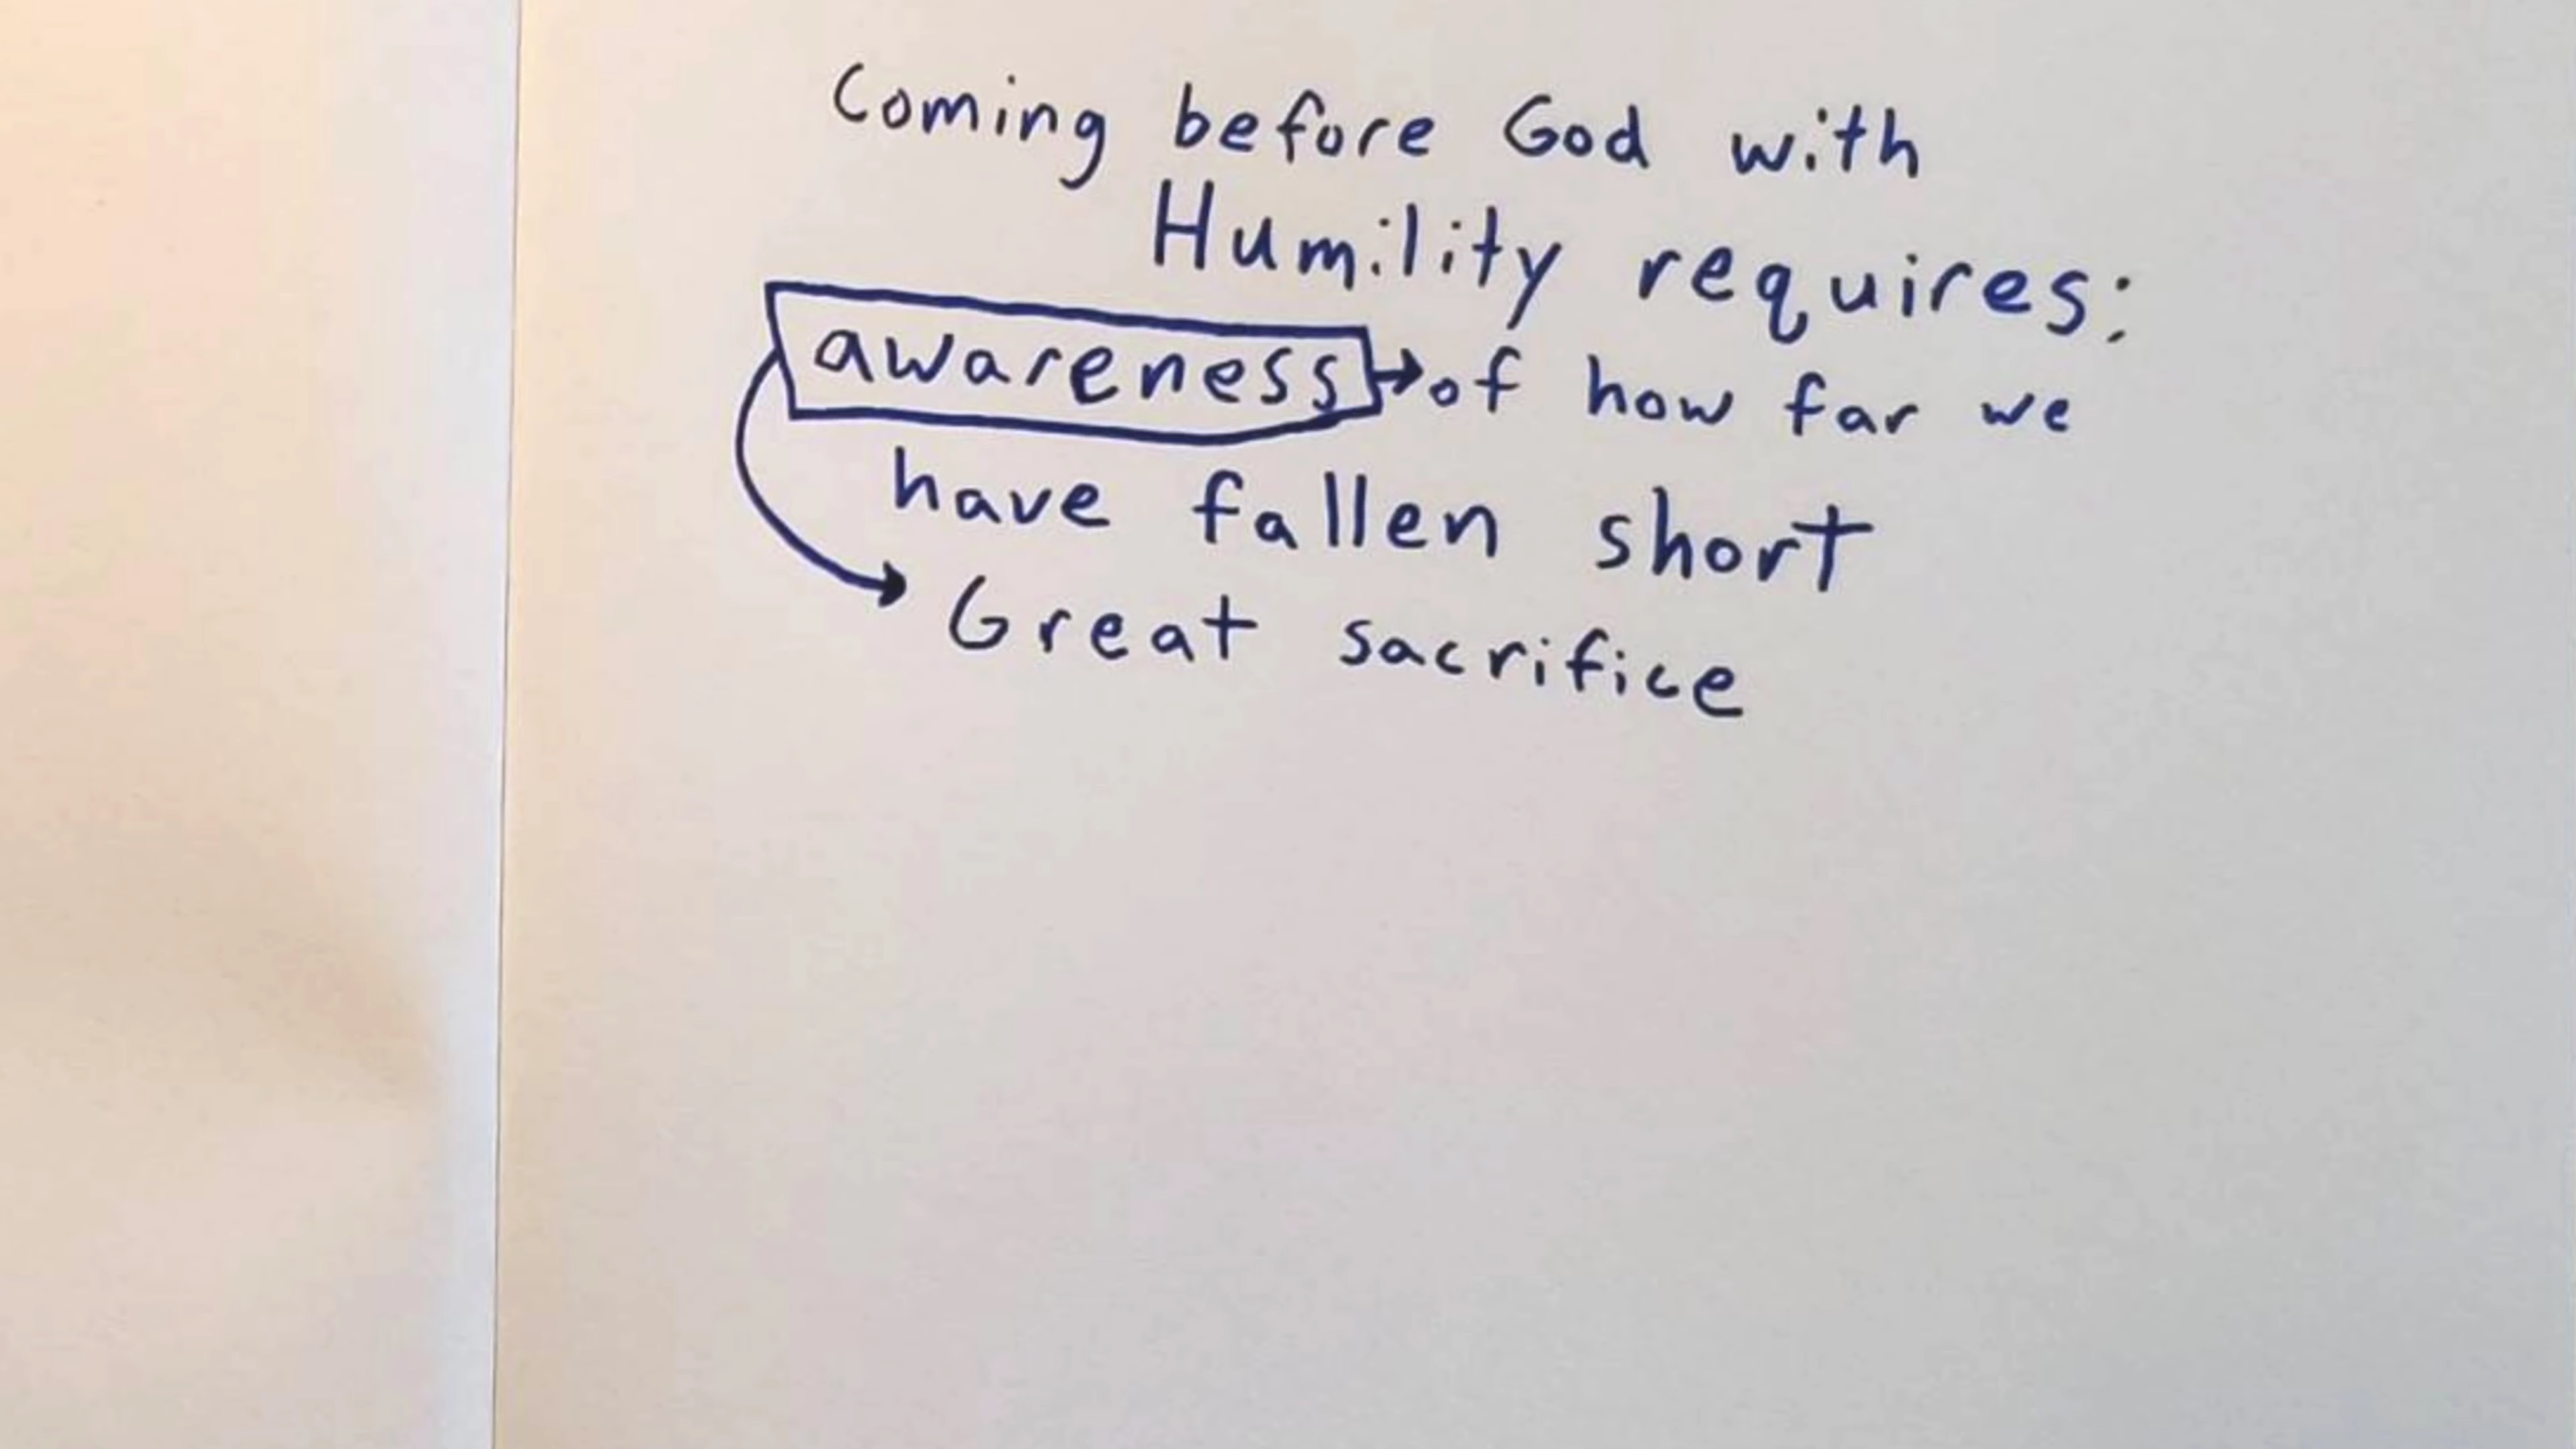 Coming before God with
Humility requires:
awareness → of how far we
have fallen short
Great sacrifice